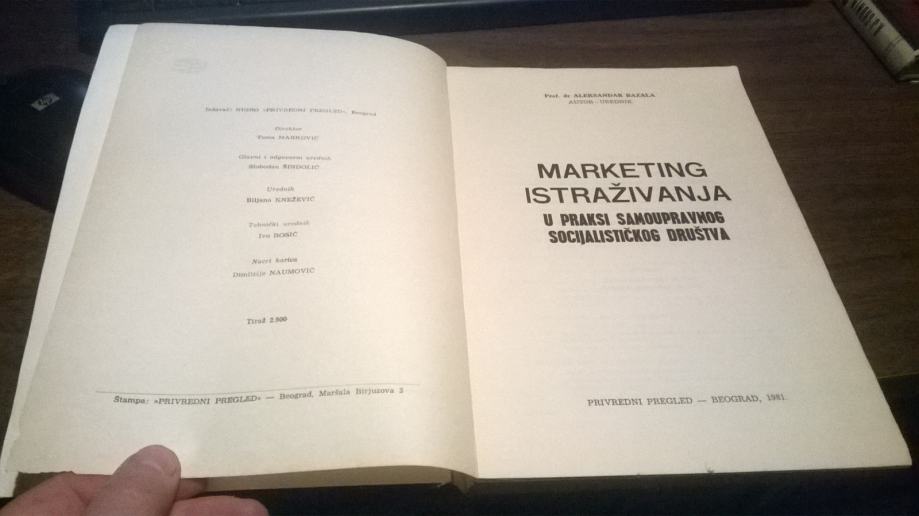 Izdavač: NIGRO »PRIVREDNI PREGLED«, Beograd
Direktor
Toma MARKOVIĆ
Glavni i odgovorni urednik
Slobodan ŠINDOLIĆ
Urednik
Biljana KNEŽEVIĆ
Tehnički urednik
Ivo BOSIĆ
Nacrt korica
Dimitrije NAUMOVIĆ
Tiraž 2.500
Štampa: »PRIVREDNI PREGLED« — Beograd, Maršala Birjuzova 3
Prof. dr ALEKSANDAR BAZALA
AUTOR - UREDNIK
MARKETING
ISTRAŽIVANJA
U PRAKSI SAMOUPRAVNOG
SOCIJALISTIČKOG DRUŠTVA
PRIVREDNI PREGLED — BEOGRAD, 1981.